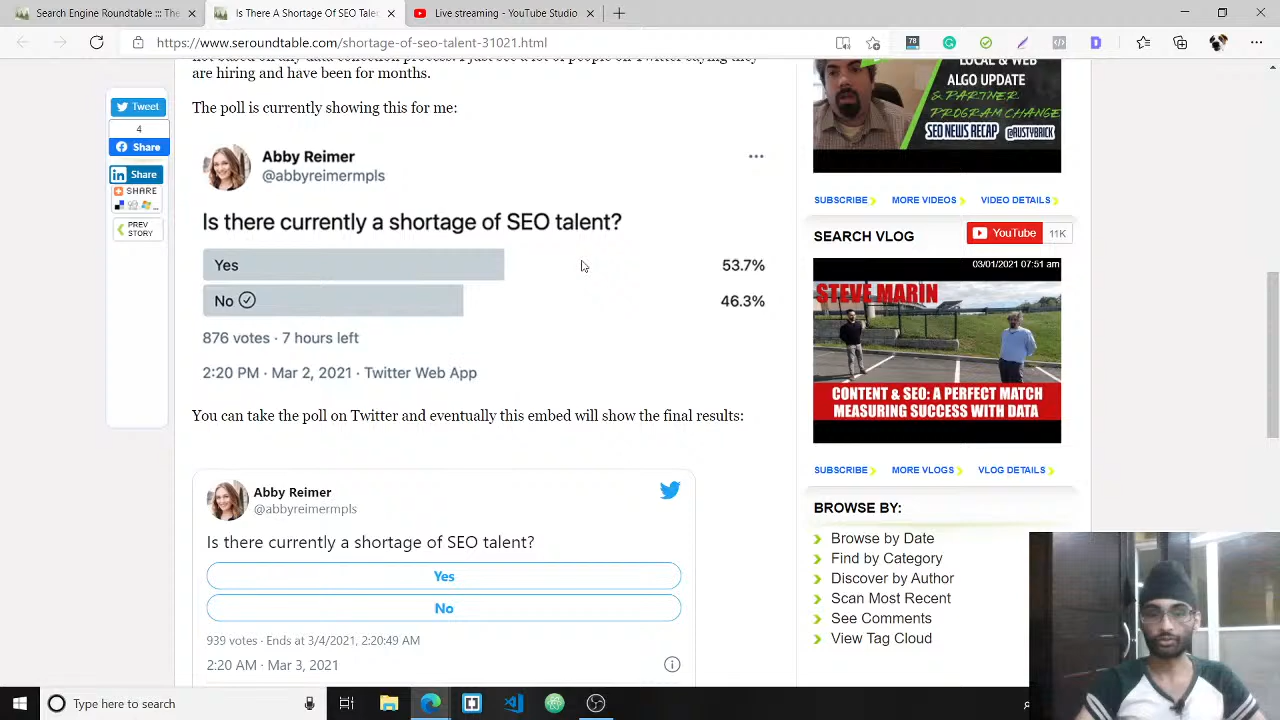 Search Engine Roundtable: The
Is There A Shortage of SEO Tale
Live streaming - YouTube Studio
https://www.seroundtable.com/shortage-of-seo-talent-31021.html
78
are hiring and have been for months.
The poll is currently showing this for me:
Tweet
4
Share
Share
SHARE
PREV
STORY
Abby Reimer
@abbyreimermpls
Is there currently a shortage of SEO talent?
Yes
53.7%
No
46.3%
876 votes · 7 hours left
2:20 PM · Mar 2, 2021 · Twitter Web App
You can take the poll on Twitter and eventually this embed will show the final results:
Abby Reimer
@abbyreimermpls
Is there currently a shortage of SEO talent?
Yes
No
939 votes · Ends at 3/4/2021, 2:20:49 AM
2:20 AM · Mar 3, 2021
LOCAL & WEB
ALGO UPDATE
& PARTNER
PROGRAM CHANGE
SEO NEWS RECAP @RUSTYBRICK
SUBSCRIBE
MORE VIDEOS
VIDEO DETAILS
SEARCH VLOG
YouTube
11K
03/01/2021 07:51 am
STEVE MARIN
CONTENT & SEO: A PERFECT MATCH
MEASURING SUCCESS WITH DATA
SUBSCRIBE
MORE VLOGS
VLOG DETAILS
BROWSE BY:
Browse by Date
Find by Category
Discover by Author
Scan Most Recent
See Comments
View Tag Cloud
Type here to search